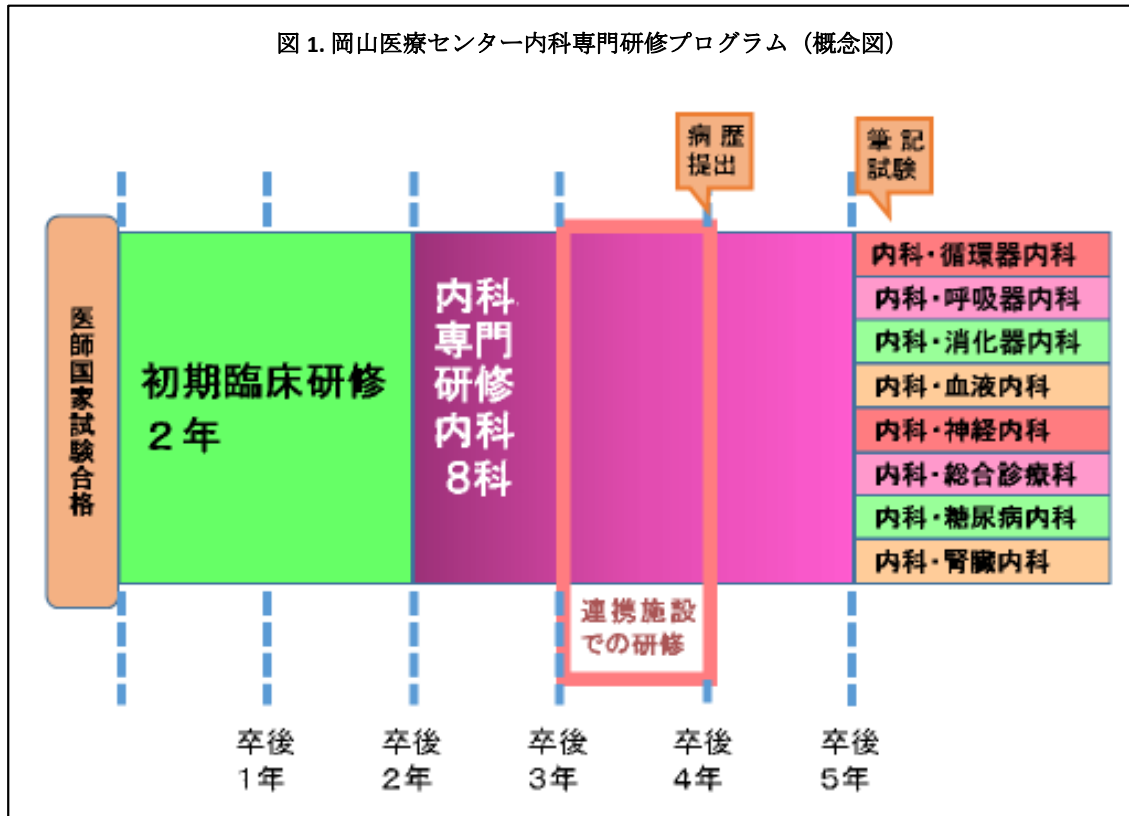 図 1. 岡山医療センター内科専門研修プログラム（概念図）
病歴
提出
筆記
試験
医師国家試験合格
初期臨床研修
２年
内科
専門
研修
内科
８科
内科・循環器内科
内科・呼吸器内科
内科・消化器内科
内科・血液内科
内科・神経内科
内科・総合診療科
内科・糖尿病内科
内科・腎臓内科
連携施設
での研修
卒後
１年
卒後
２年
卒後
３年
卒後
４年
卒後
５年